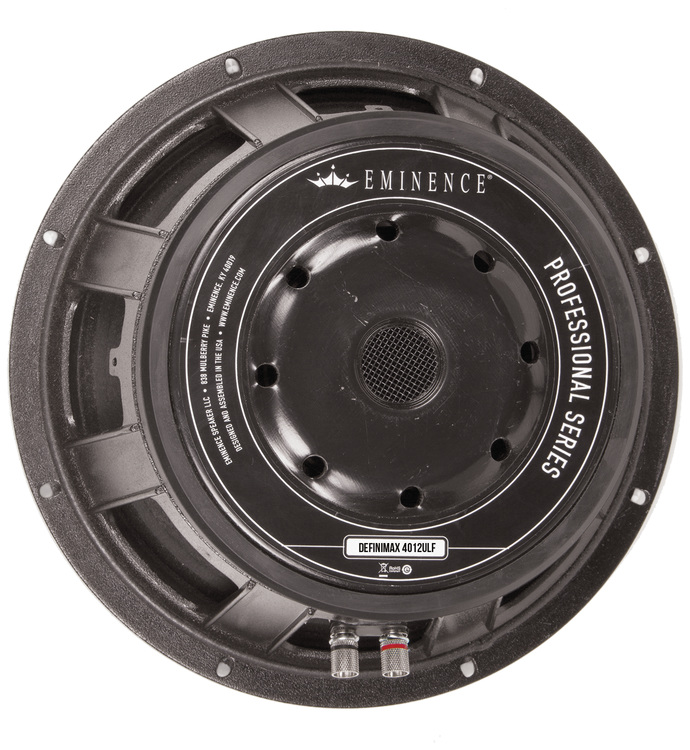 EMINENCE®
PROFESSIONAL SERIES
EMINENCE SPEAKER LLC • 838 MULBERRY PIKE • EMINENCE, KY 40019
DESIGNED AND ASSEMBLED IN THE USA • WWW.EMINENCE.COM
DEFINIMAX 4012ULF